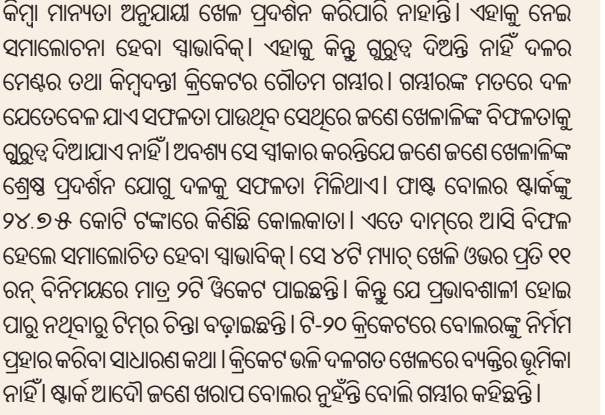 କିମ୍ବା ମାନ୍ୟତା ଅନୁଯାୟୀ ଖେଳ ପ୍ରଦର୍ଶନ କରିପାରି ନାହାନ୍ତି। ଏହାକୁ ନେଇ
ସମାଲୋଚନା ହେବା ସ୍ୱାଭାବିକ୍। ଏହାକୁ କିନ୍ତୁ ଗୁରୁତ୍ୱ ଦିଅନ୍ତି ନାହିଁ ଦଳର
ମେଣ୍ଟର ତଥା କିମ୍ବଦନ୍ତୀ କ୍ରିକେଟର ଗୌତମ ଗମ୍ଭୀର। ଗମ୍ଭୀରଙ୍କ ମତରେ ଦଳ
ଯେତେବେଳ ଯାଏ ସଫଳତା ପାଉଥିବ ସେଥିରେ ଜଣେ ଖେଳାଳିଙ୍କ ବିଫଳତାକୁ
ଗୁରୁତ୍ୱ ଦିଆଯାଏ ନାହିଁ। ଅବଶ୍ୟ ସେ ସ୍ୱୀକାର କରନ୍ତିଯେ ଜଣେ ଜଣେ ଖେଳାଳିଙ୍କ
ଶ୍ରେଷ୍ଠ ପ୍ରଦର୍ଶନ ଯୋଗୁ ଦଳକୁ ସଫଳତା ମିଳିଥାଏ। ଫାଷ୍ଟ ବୋଲର ଷ୍ଟାର୍କଙ୍କୁ
୨୪.୭୫ କୋଟି ଟଙ୍କାରେ କିଣିଛି କୋଲକାତା। ଏତେ ଦାମ୍‌ରେ ଆସି ବିଫଳ
ହେଲେ ସମାଲୋଚିତ ହେବା ସ୍ୱାଭାବିକ୍। ସେ ୪ଟି ମ୍ୟାଚ୍ ଖେଳି ଓଭର ପ୍ରତି ୧୧
ରନ୍ ବିନିମୟରେ ମାତ୍ର ୨ଟି ୱିକେଟ ପାଇଛନ୍ତି। କିନ୍ତୁ ଯେ ପ୍ରଭାବଶାଳୀ ହୋଇ
ପାରୁ ନଥିବାରୁ ଟିମ୍‌ର ଚିନ୍ତା ବଢ଼ାଇଛନ୍ତି। ଟି-୨୦ କ୍ରିକେଟରେ ବୋଲରଙ୍କୁ ନିର୍ମମ
ପ୍ରହାର କରିବା ସାଧାରଣ କଥା। କ୍ରିକେଟ ଭଳି ଦଳଗତ ଖେଳରେ ବ୍ୟକ୍ତିର ଭୂମିକା
ନାହିଁ। ଷ୍ଟାର୍କ ଆଦୌ ଜଣେ ଖରାପ ବୋଲର ନୁହଁନ୍ତି ବୋଲି ଗମ୍ଭୀର କହିଛନ୍ତି।